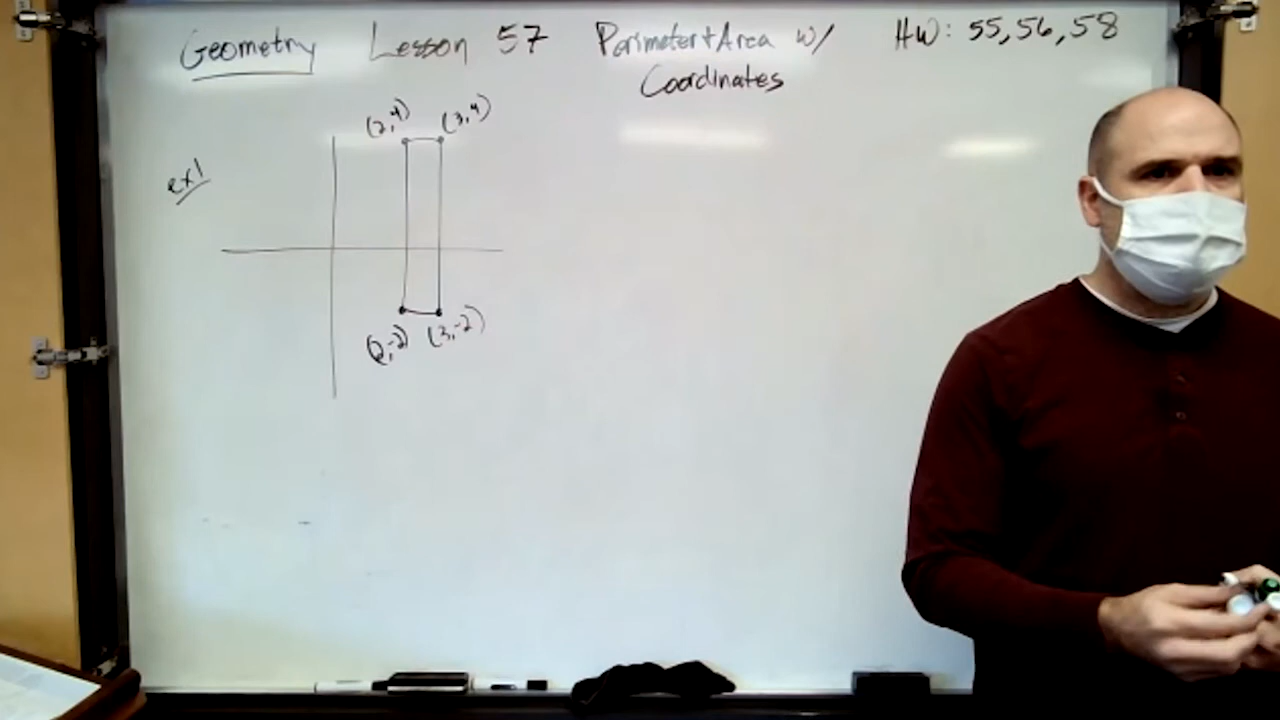 Geometry Lesson 57 Perimeter + Area w/ HW: 55, 56, 58
Coordinates
(2,4) (3,4)
ex1
(2,-2) (3,-2)